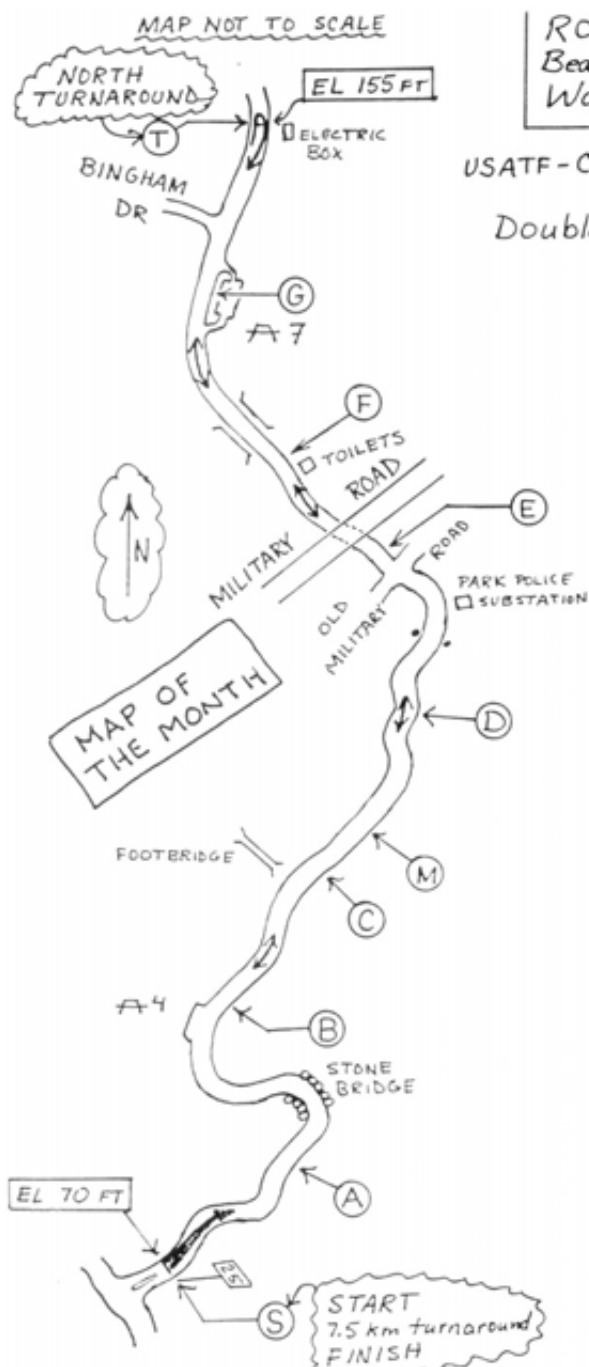 MAP NOT TO SCALE
NORTH
TURNAROUND
EL 155 FT
T
ELECTRIC
BOX
USATF-
BINGHAM
DR
G
7
F
TOILETS
MILITARY ROAD
E
OLD
MILITARY
ROAD
PARK POLICE
SUBSTATION
N
MAP OF
THE MONTH
D
M
FOOTBRIDGE
C
4
B
STONE
BRIDGE
A
EL 70 FT
25
S
START
7.5 km turnaround
FINISH